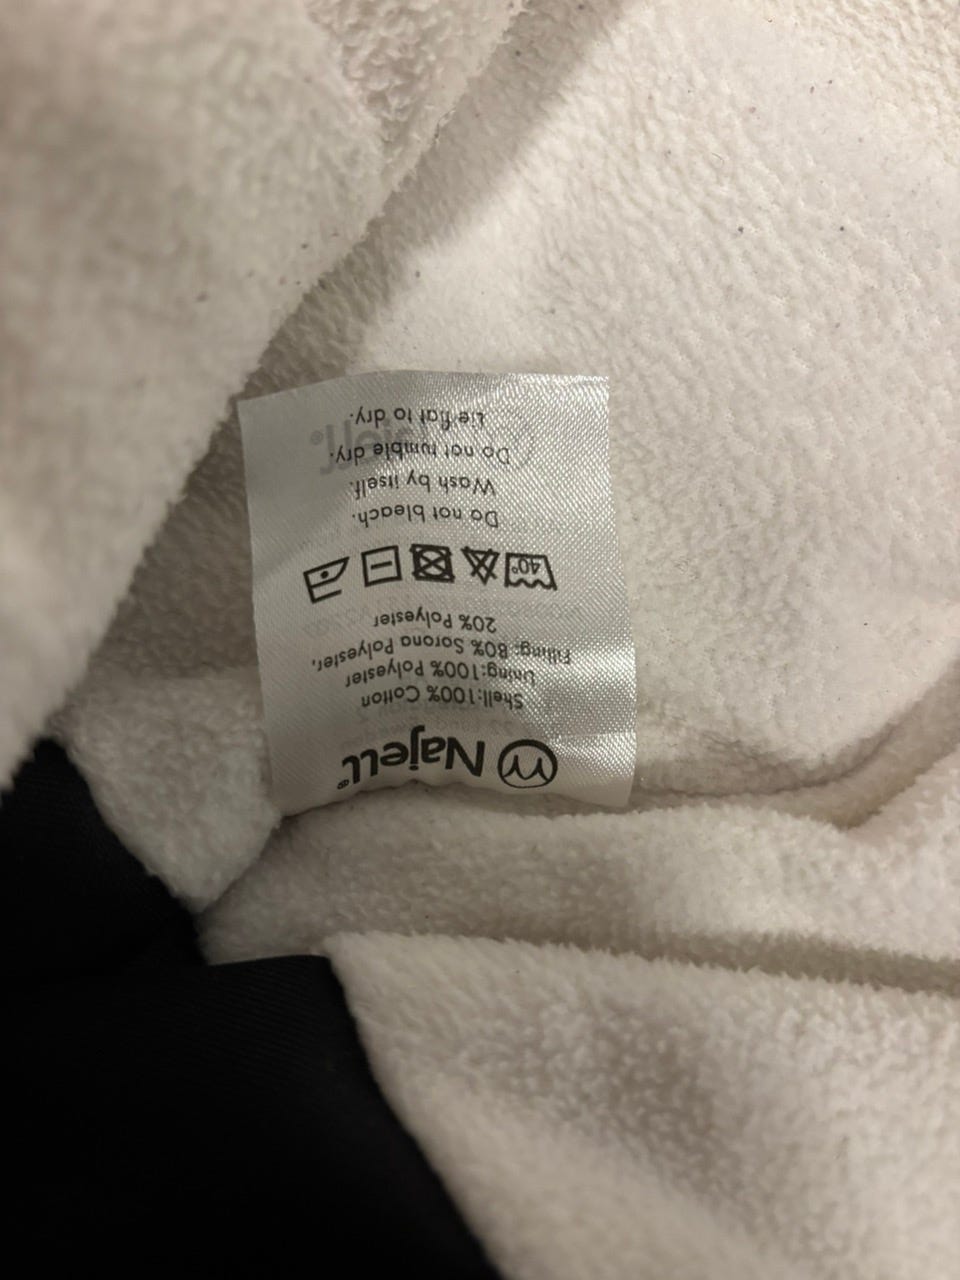 Najell®
Shell:100% Cotton
Lining:100% Polyester
Filling: 80% Sorona Polyester,
20% Polyester
40°
Do not bleach.
Wash by itself.
Do not tumble dry.
Lie flat to dry.